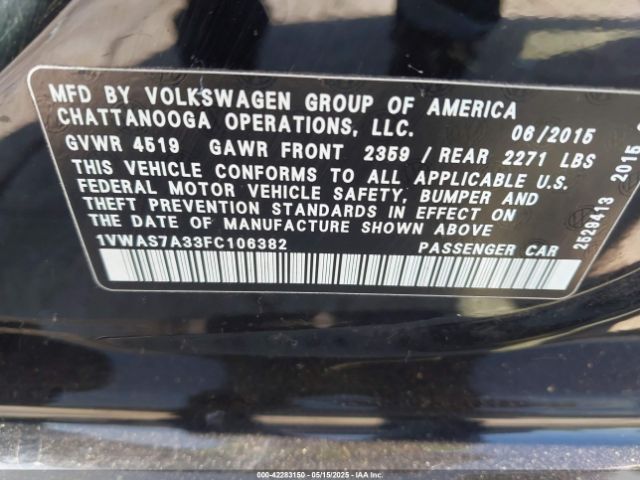 MFD BY VOLKSWAGEN GROUP OF AMERICA
CHATTANOOGA OPERATIONS, LLC. 06/2015
GVWR 4519 GAWR FRONT 2359 / REAR 2271 LBS
THIS VEHICLE CONFORMS TO ALL APPLICABLE U.S.
FEDERAL MOTOR VEHICLE SAFETY, BUMPER AND
THEFT PREVENTION STANDARDS IN EFFECT ON
THE DATE OF MANUFACTURE SHOWN ABOVE
1VWAS7A33FC106382 PASSENGER CAR
2529413 2015
000-42283150 05/15/2025 IAA Inc.